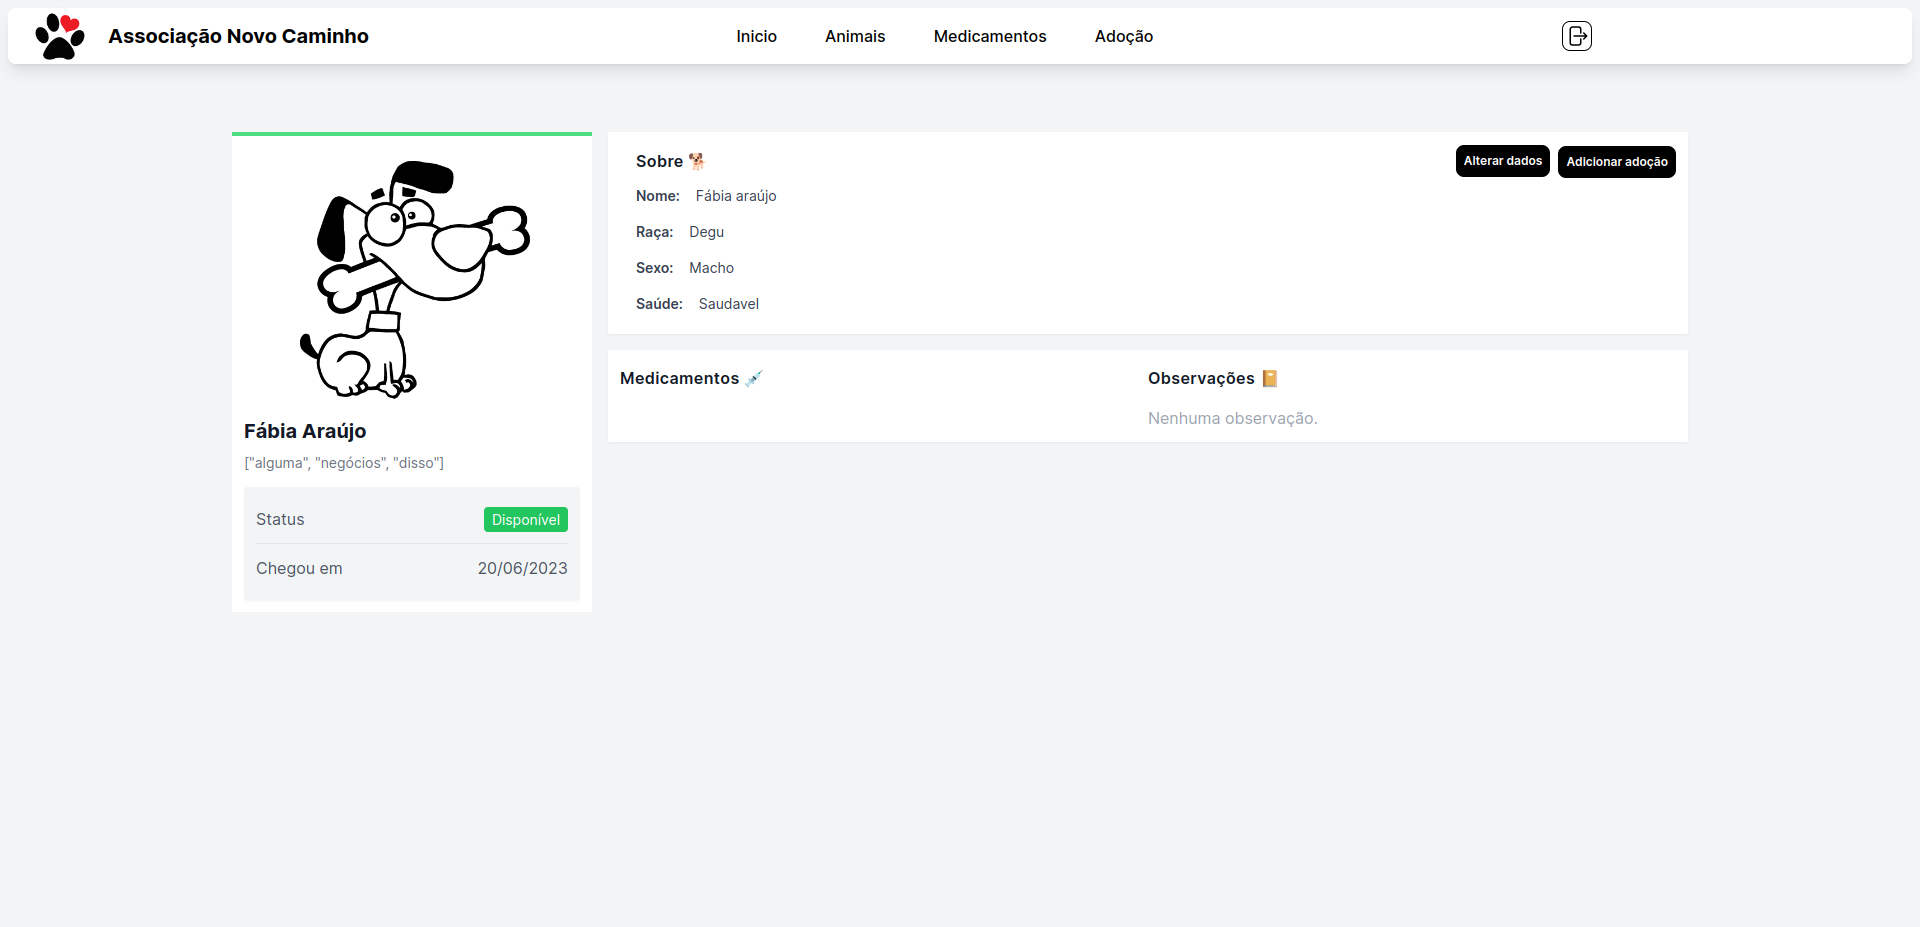 Associação Novo Caminho
Inicio Animais Medicamentos Adoção
Fábia Araújo
["alguma", "negócios", "disso"]
Status Disponível
Chegou em 20/06/2023
Sobre
Alterar dados Adicionar adoção
Nome: Fábia araújo
Raça: Degu
Sexo: Macho
Saúde: Saudavel
Medicamentos
Observações
Nenhuma observação.